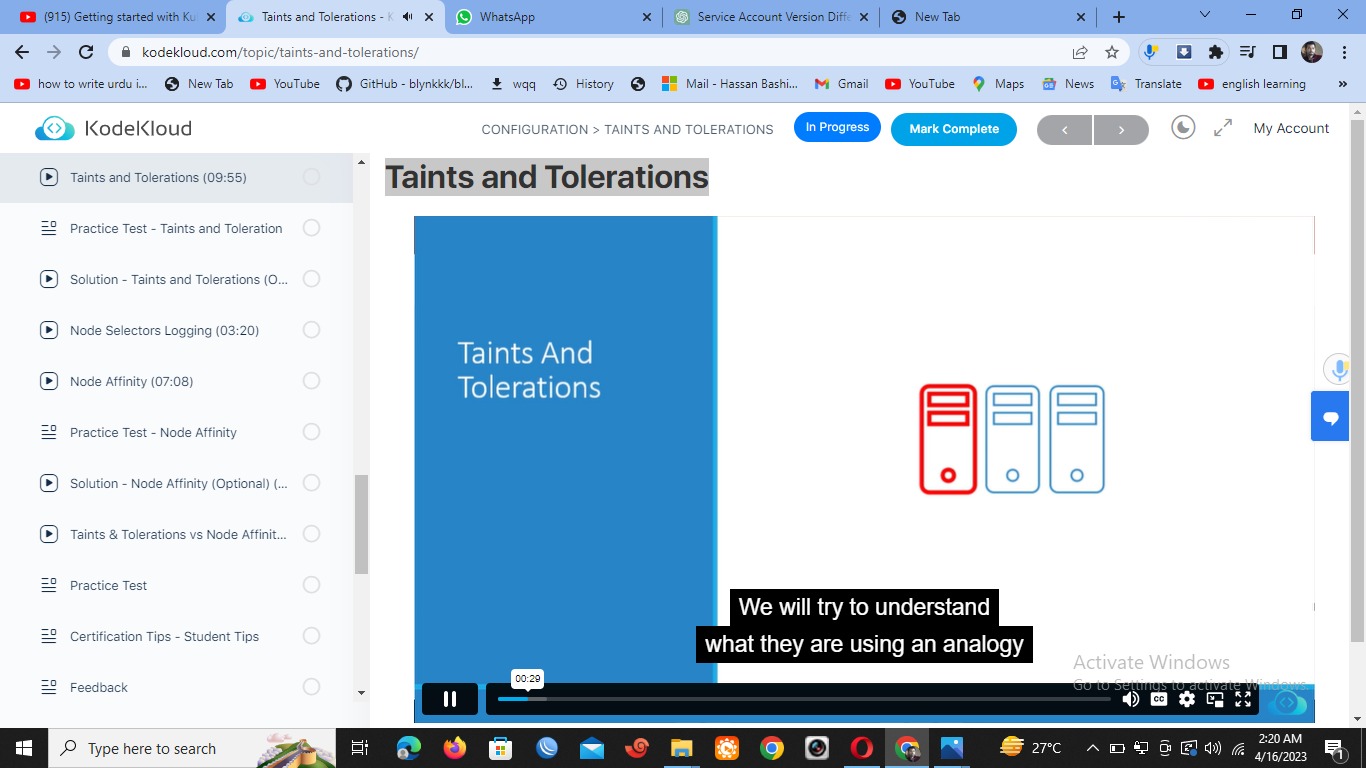 (915) Getting started with Ku
Taints and Tolerations - K
WhatsApp
Service Account Version Diffe
New Tab
kodekloud.com/topic/taints-and-tolerations/
how to write urdu i...
New Tab
YouTube
GitHub - blynkkk/bl...
wqq
History
Mail - Hassan Bashi...
Gmail
YouTube
Maps
News
Translate
english learning
»
KodeKloud
CONFIGURATION > TAINTS AND TOLERATIONS
In Progress
Mark Complete
<
>
My Account
Taints and Tolerations (09:55)
Practice Test - Taints and Toleration
Solution - Taints and Tolerations (O...
Node Selectors Logging (03:20)
Node Affinity (07:08)
Practice Test - Node Affinity
Solution - Node Affinity (Optional) (...
Taints & Tolerations vs Node Affinit...
Practice Test
Certification Tips - Student Tips
Feedback
Taints and Tolerations
Taints And
Tolerations
We will try to understand
what they are using an analogy
Activate Windows
Go to Settings to activate Windows.
00:29
CC
Type here to search
27°C
2:20 AM
4/16/2023
1